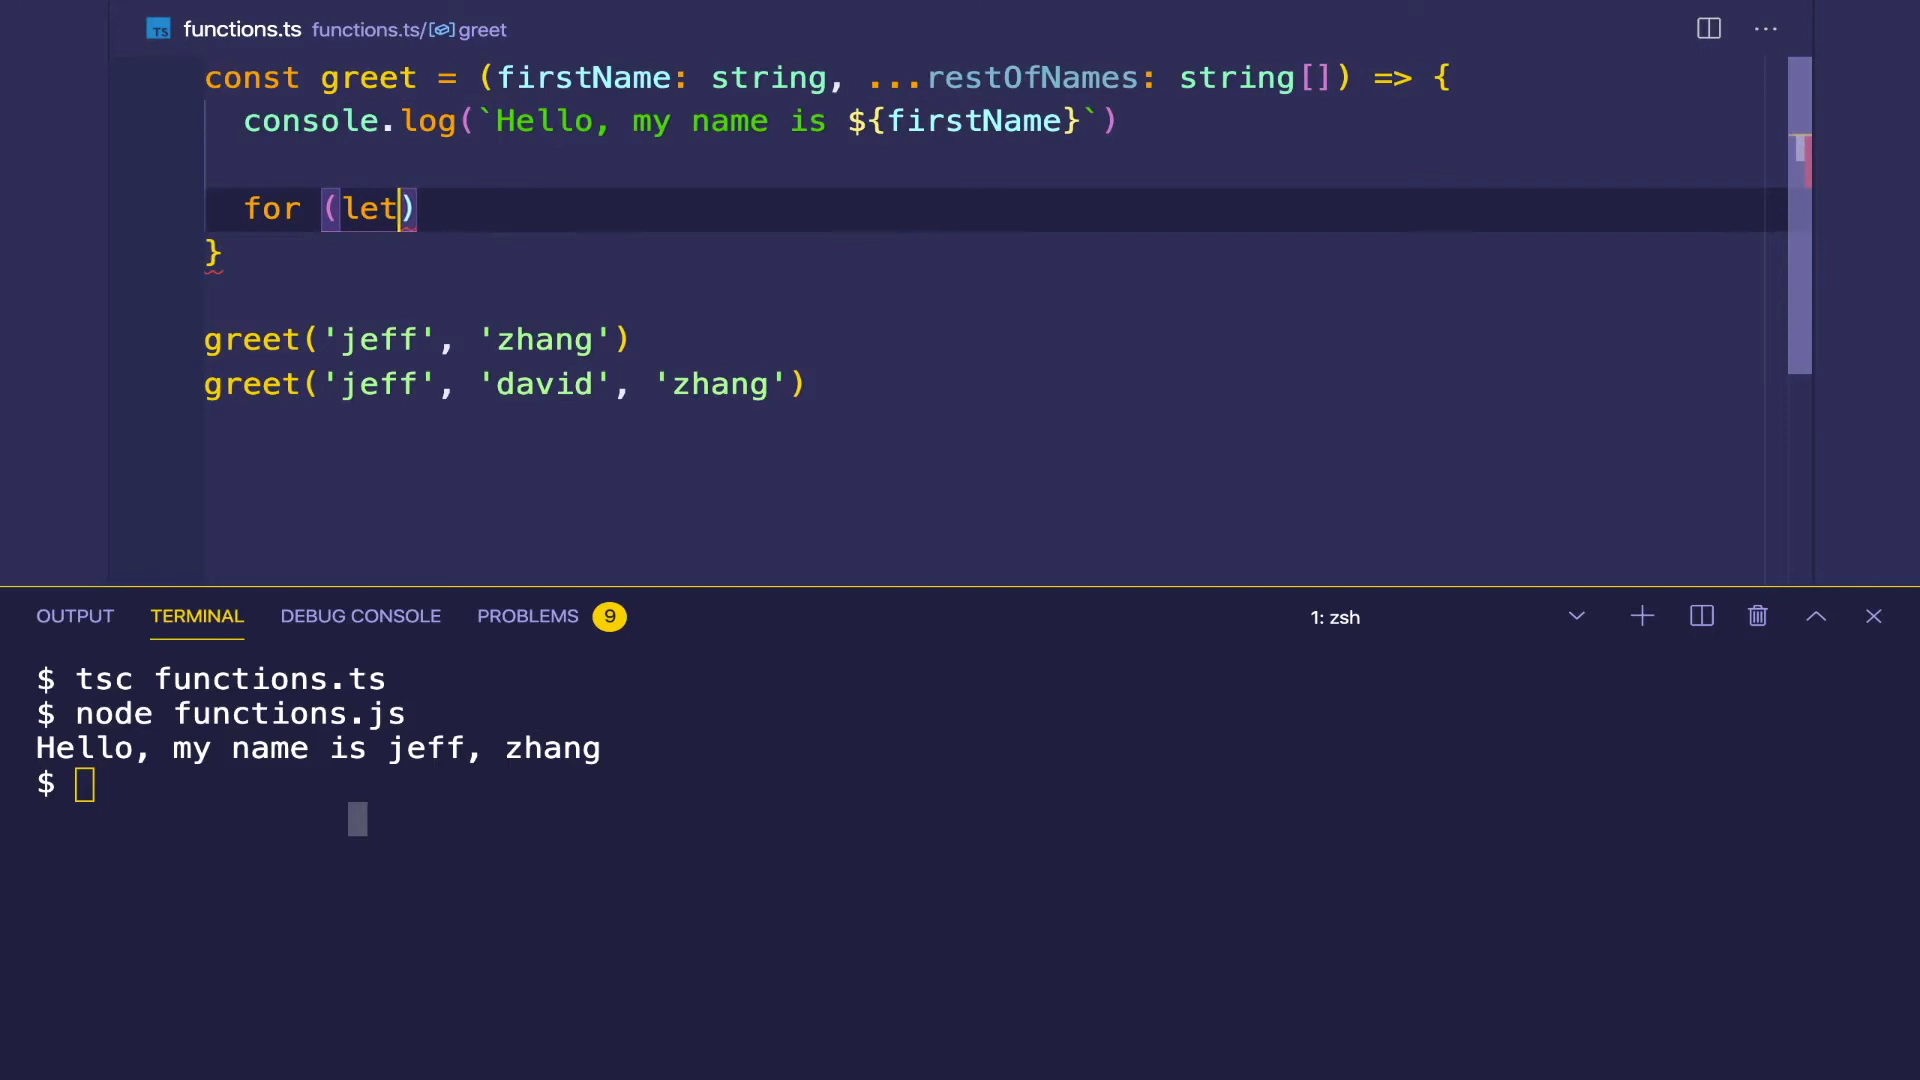 TS functions.ts functions.ts/greet
const greet = (firstName: string, ...restOfNames: string[]) => {
console.log(`Hello, my name is ${firstName}`)
for (let)
}
greet('jeff', 'zhang')
greet('jeff', 'david', 'zhang')
OUTPUT TERMINAL DEBUG CONSOLE PROBLEMS 9 1: zsh
$ tsc functions.ts
$ node functions.js
Hello, my name is jeff, zhang
$